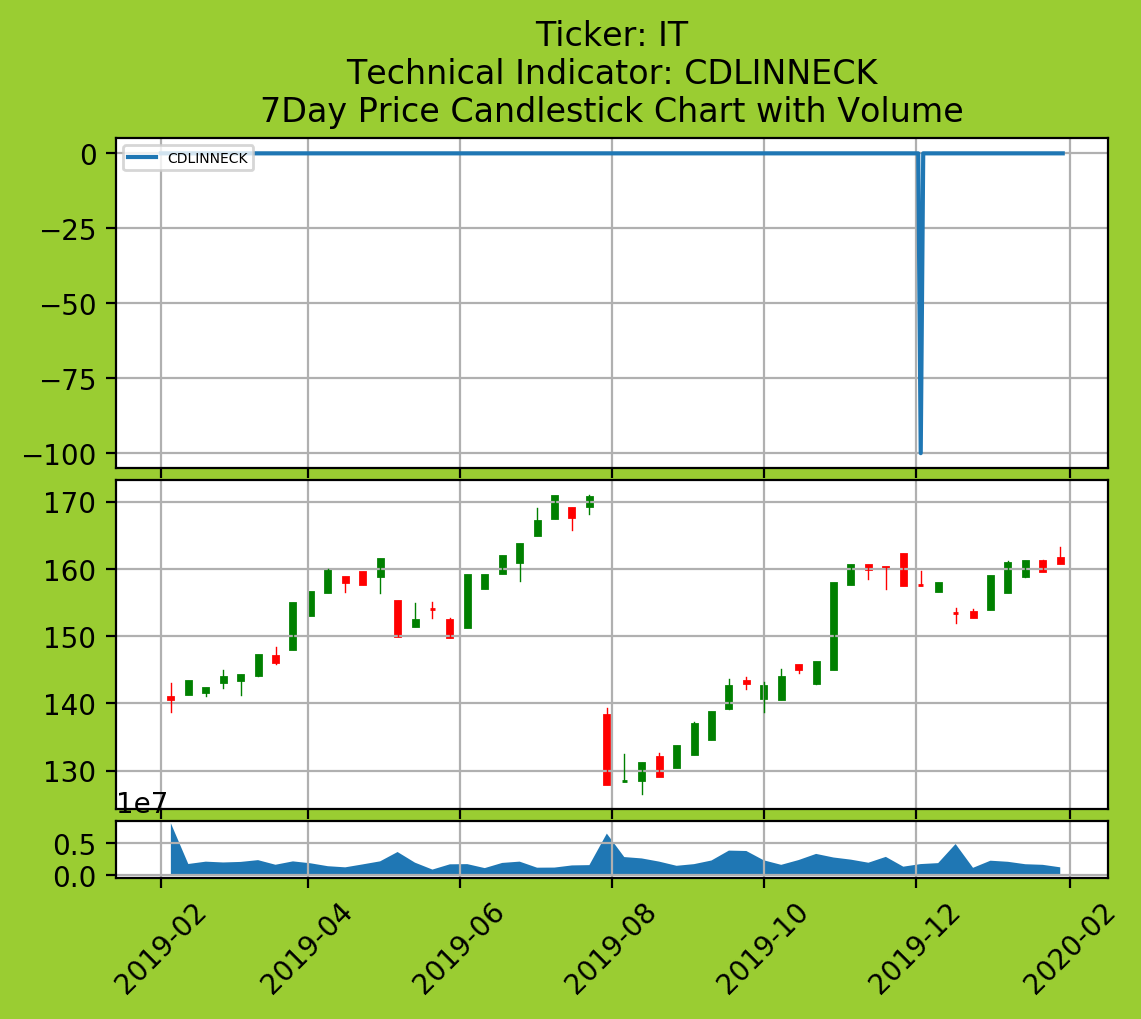 Ticker: IT
Technical Indicator: CDLINNECK
7Day Price Candlestick Chart with Volume
0
CDLINNECK
−25
−50
−75
−100
170
160
150
140
130
1e7
0.5
0.0
2019-02 2019-04 2019-06 2019-08 2019-10 2019-12 2020-02